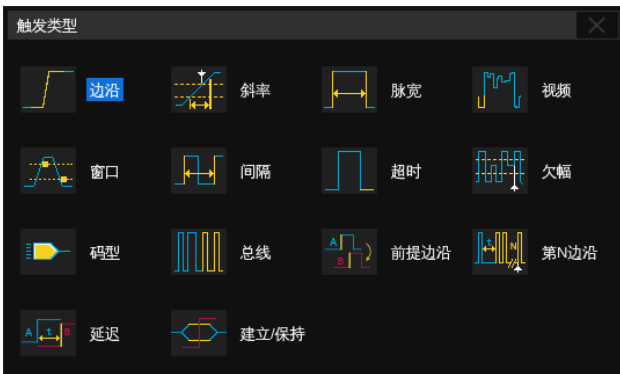 触发类型
边沿 斜率 脉宽 视频
窗口 间隔 t 超时 欠幅
码型 总线 A B 前提边沿 t N 第N边沿
A t B 延迟 建立/保持